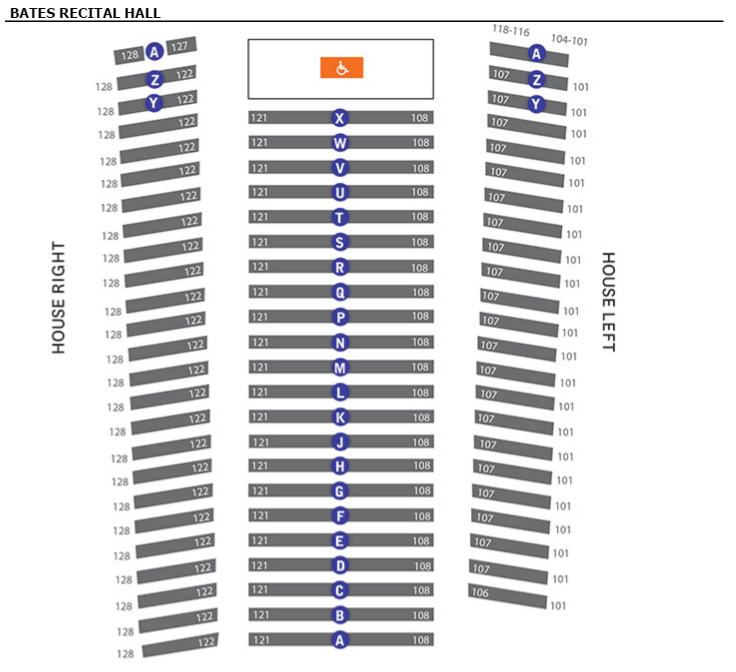 BATES RECITAL HALL
118-116 104-101
128 A 127 A
128 Z 122 107 Z 101
128 Y 122 107 Y 101
128 122 121 X 108 107 101
128 122 121 W 108 107 101
128 122 121 V 108 107 101
128 122 121 U 108 107 101
128 122 121 T 108 107 101
128 122 121 S 108 107 101
128 122 121 R 108 107 101
128 122 121 Q 108 107 101
128 122 121 P 108 107 101
128 122 121 N 108 107 101
128 122 121 M 108 107 101
128 122 121 L 108 107 101
128 122 121 K 108 107 101
128 122 121 J 108 107 101
128 122 121 H 108 107 101
128 122 121 G 108 107 101
128 122 121 F 108 107 101
128 122 121 E 108 107 101
128 122 121 D 108 107 101
128 122 121 C 108 106 101
128 122 121 B 108
128 122 121 A 108
HOUSE RIGHT
HOUSE LEFT